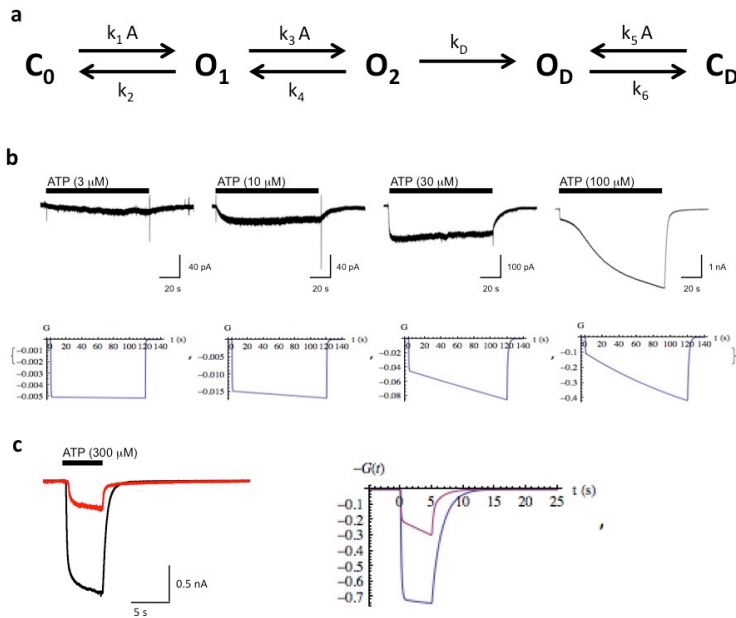 a
k1 A k3 A kD k5 A
C0 O1 O2 OD CD
k2 k4 k6
b
ATP (3 μM) ATP (10 μM) ATP (30 μM) ATP (100 μM)
40 pA 40 pA 100 pA 1 nA
20 s 20 s 20 s 20 s
G G G G
t (s) t (s) t (s) t (s)
0 20 40 60 80 100 120 140 0 20 40 60 80 100 120 140 0 20 40 60 80 100 120 140 0 20 40 60 80 100 120 140
{ −0.001 −0.002 −0.003 −0.004 −0.005 , −0.005 −0.010 −0.015 , −0.02 −0.04 −0.06 −0.08 , −0.1 −0.2 −0.3 −0.4 }
c
ATP (300 μM)
0.5 nA
5 s
−G(t)
t (s)
0 5 10 15 20 25
−0.1
−0.2
−0.3
−0.4
−0.5
−0.6
−0.7
,